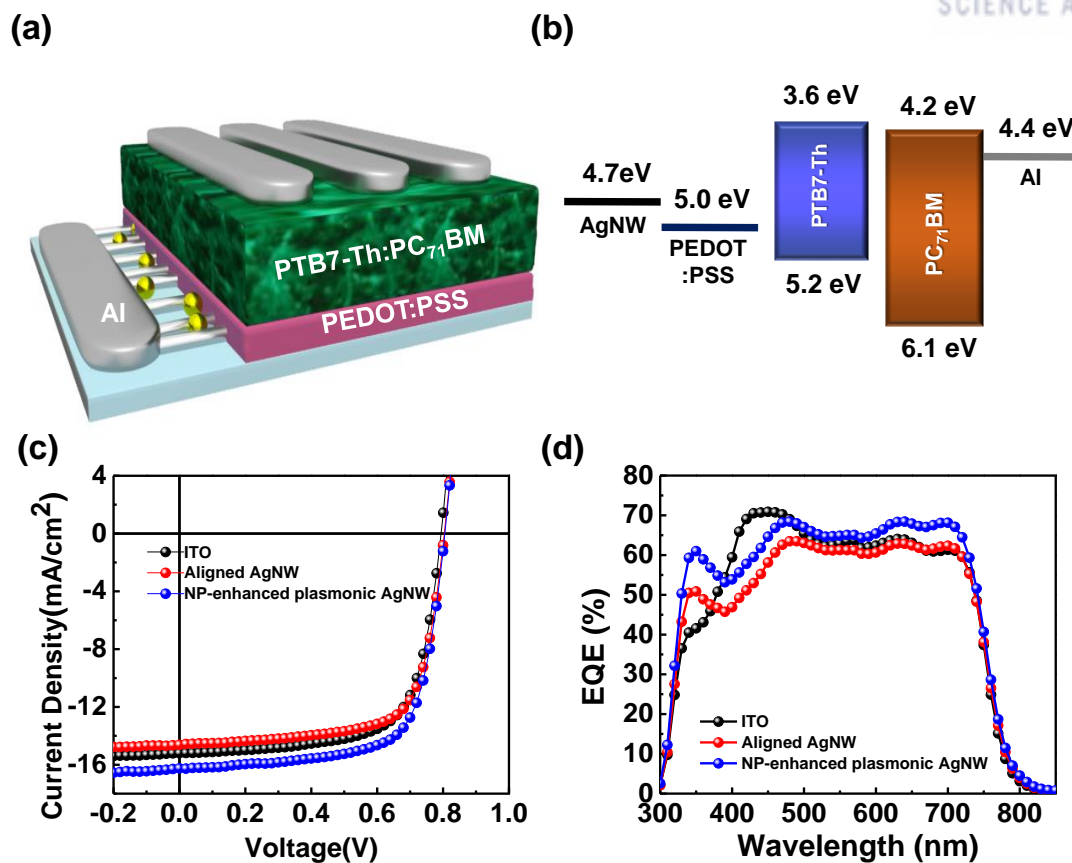 SCIENCE A
(a)
(b)
PTB7-Th:PC71BM
PEDOT:PSS
Al
3.6 eV
4.2 eV
4.4 eV
4.7eV
5.0 eV
AgNW
PEDOT
:PSS
PTB7-Th
PC71BM
Al
5.2 eV
6.1 eV
(c)
4
0
-4
-8
-12
-16
Current Density(mA/cm2)
ITO
Aligned AgNW
NP-enhanced plasmonic AgNW
-0.2 0.0 0.2 0.4 0.6 0.8 1.0
Voltage(V)
(d)
80
70
60
50
40
30
20
10
0
EQE (%)
ITO
Aligned AgNW
NP-enhanced plasmonic AgNW
300 400 500 600 700 800
Wavelength (nm)